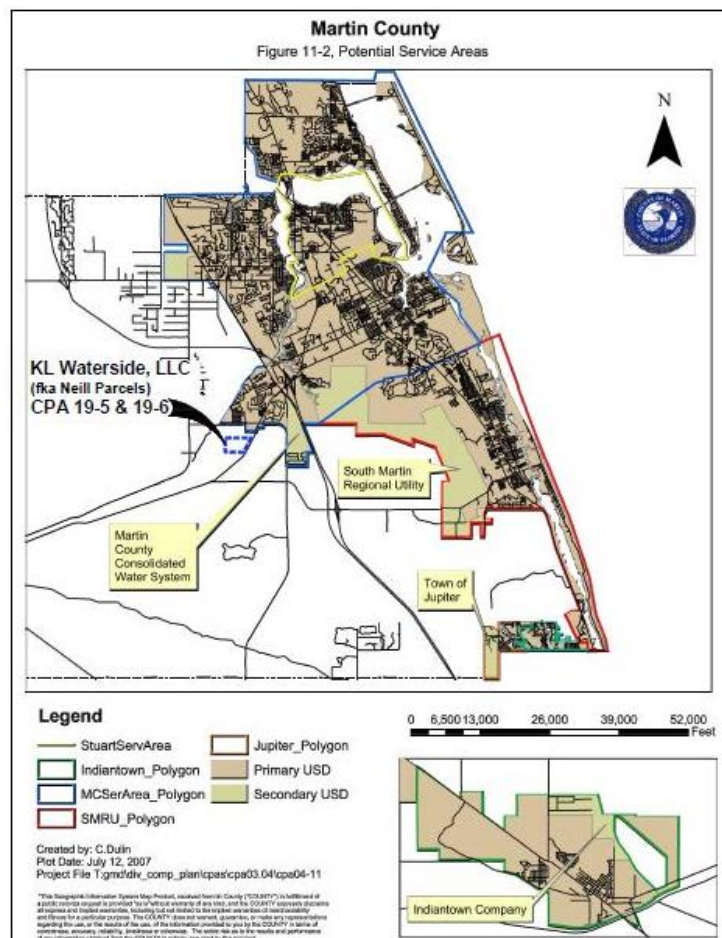 Martin County
Figure 11-2, Potential Service Areas
N
KL Waterside, LLC
(fka Neill Parcels)
CPA 19-5 & 19-6
South Martin
Regional Utility
Martin
County
Consolidated
Water System
Town of
Jupiter
Legend
StuartServArea
Indiantown_Polygon
MCSerArea_Polygon
SMRU_Polygon
Jupiter_Polygon
Primary USD
Secondary USD
0 6,500 13,000 26,000 39,000 52,000
Feet
Indiantown Company
Created by: C.Dulin
Plot Date: July 12, 2007
Project File T:gmd\div_comp_plan\cpas\cpa03.04\cpa04-11